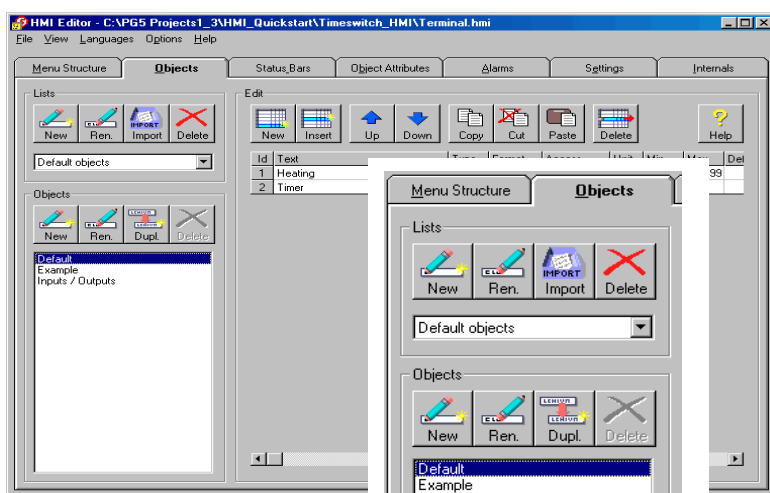 HMI Editor - C:\PG5 Projects1_3\HMI_Quickstart\Timeswitch_HMI\Terminal.hmi
File View Languages Options Help
Menu Structure Objects Status Bars Object Attributes Alarms Settings Internals
Lists
New Ren. Import Delete
IMPORT
Default objects
Objects
New Ren. Dupl. Delete
Default
Example
Inputs / Outputs
Edit
New Insert Up Down Copy Cut Paste Delete Help
Id Text
1 Heating 99
2 Timer
Menu Structure Objects
Lists
IMPORT
New Ren. Import Delete
Default objects
Objects
New Ren. Dupl. Delete
Default
Example